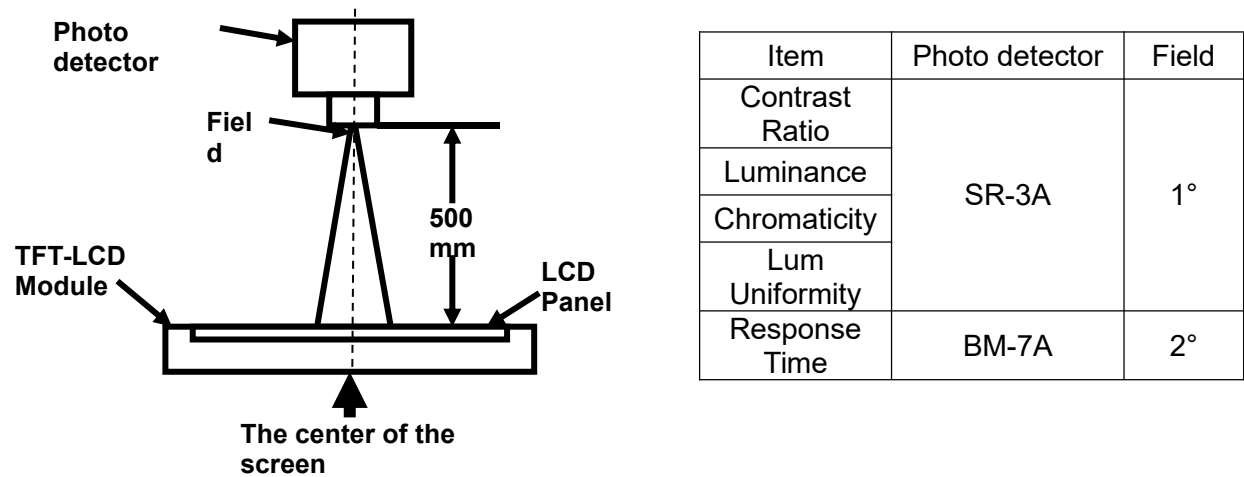 Photo
detector
Fiel
d
500
mm
TFT-LCD
Module
LCD
Panel
The center of the
screen
Item Photo detector Field
Contrast
Ratio
Luminance
Chromaticity
SR-3A 1°
Lum
Uniformity
Response
Time
BM-7A 2°